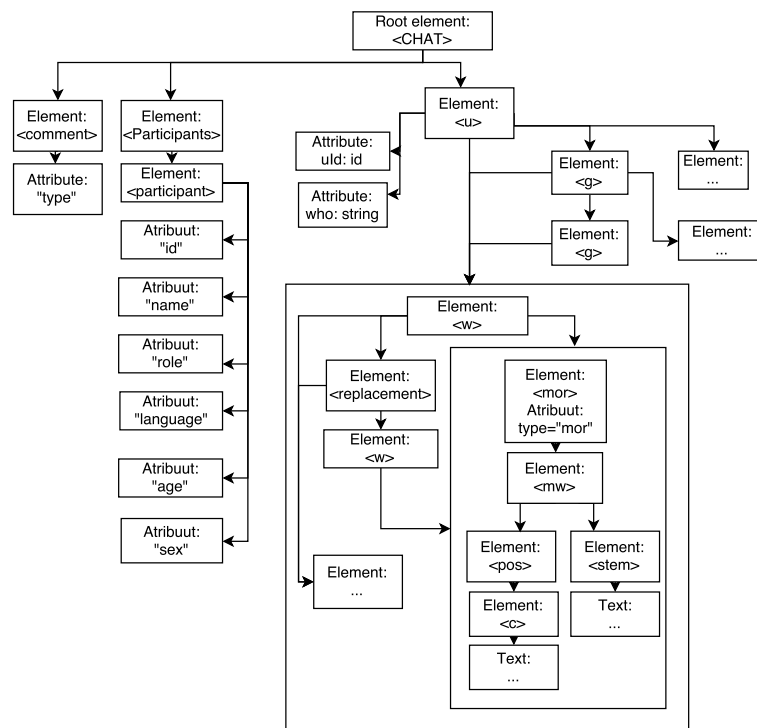 Root element:
<CHAT>
Element:
<comment>
Attribute:
"type"
Element:
<Participants>
Element:
<participant>
Atribuut:
"id"
Atribuut:
"name"
Atribuut:
"role"
Atribuut:
"language"
Atribuut:
"age"
Atribuut:
"sex"
Element:
<u>
Attribute:
uId: id
Attribute:
who: string
Element:
<g>
Element:
...
Element:
<g>
Element:
...
Element:
<w>
Element:
<replacement>
Element:
<w>
Element:
...
Element:
<mor>
Atribuut:
type="mor"
Element:
<mw>
Element:
<pos>
Element:
<stem>
Element:
<c>
Text:
...
Text:
...